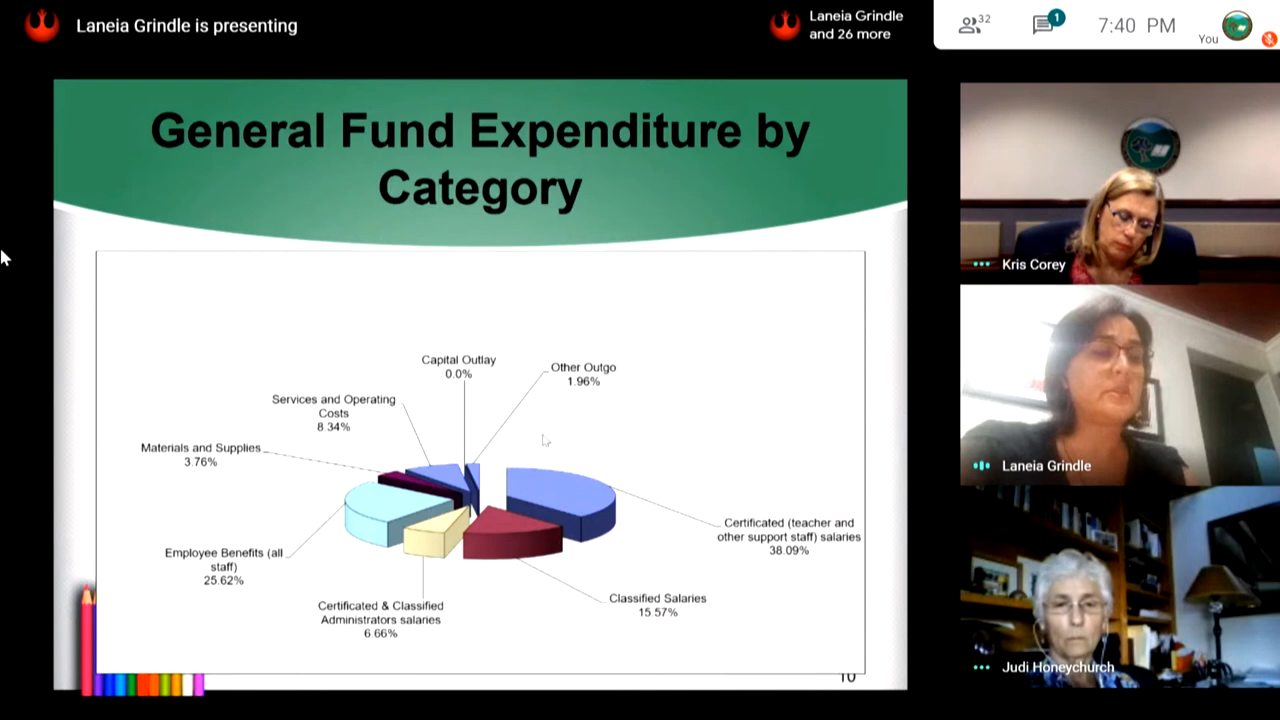 Laneia Grindle is presenting
Laneia Grindle
and 26 more
32
1
7:40 PM
You
General Fund Expenditure by
Category
Capital Outlay
0.0%
Other Outgo
1.96%
Services and Operating
Costs
8.34%
Materials and Supplies
3.76%
Certificated (teacher and
other support staff) salaries
38.09%
Employee Benefits (all
staff)
25.62%
Classified Salaries
15.57%
Certificated & Classified
Administrators salaries
6.66%
10
Kris Corey
Laneia Grindle
Judi Honeychurch